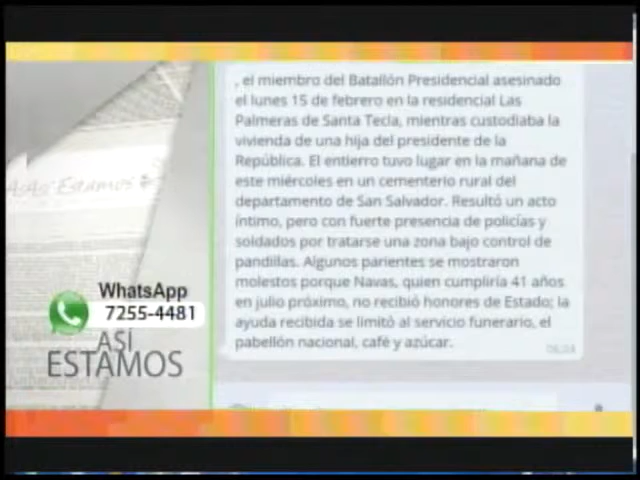 , el miembro del Batallón Presidencial asesinado
el lunes 15 de febrero en la residencial Las
Palmeras de Santa Tecla, mientras custodiaba la
vivienda de una hija del presidente de la
República. El entierro tuvo lugar en la mañana de
este miércoles en un cementerio rural del
departamento de San Salvador. Resultó un acto
íntimo, pero con fuerte presencia de policías y
soldados por tratarse una zona bajo control de
pandillas. Algunos parientes se mostraron
molestos porque Navas, quien cumpliría 41 años
en julio próximo, no recibió honores de Estado; la
ayuda recibida se limitó al servicio funerario, el
pabellón nacional, café y azúcar.
Así Estamos
WhatsApp
7255-4481
ASÍ
ESTAMOS